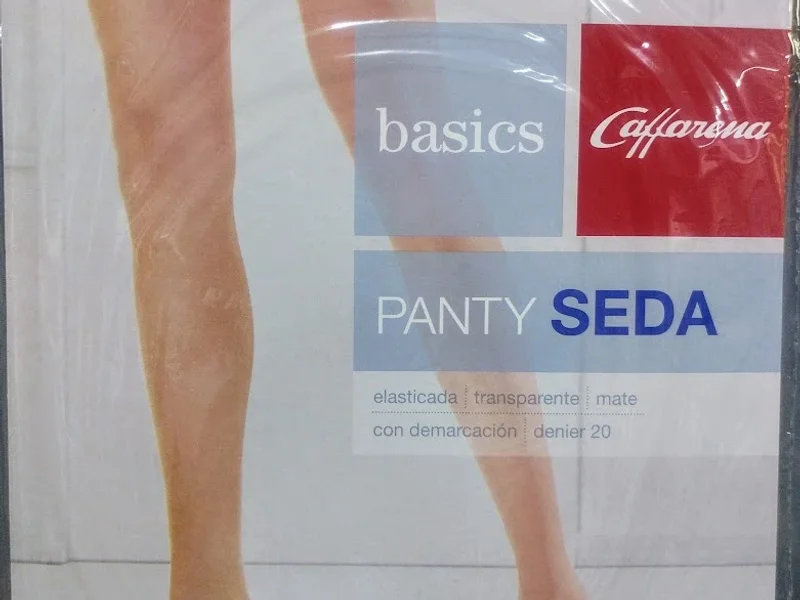 basics
Caffarena
PANTY SEDA
elasticada transparente mate
con demarcación denier 20